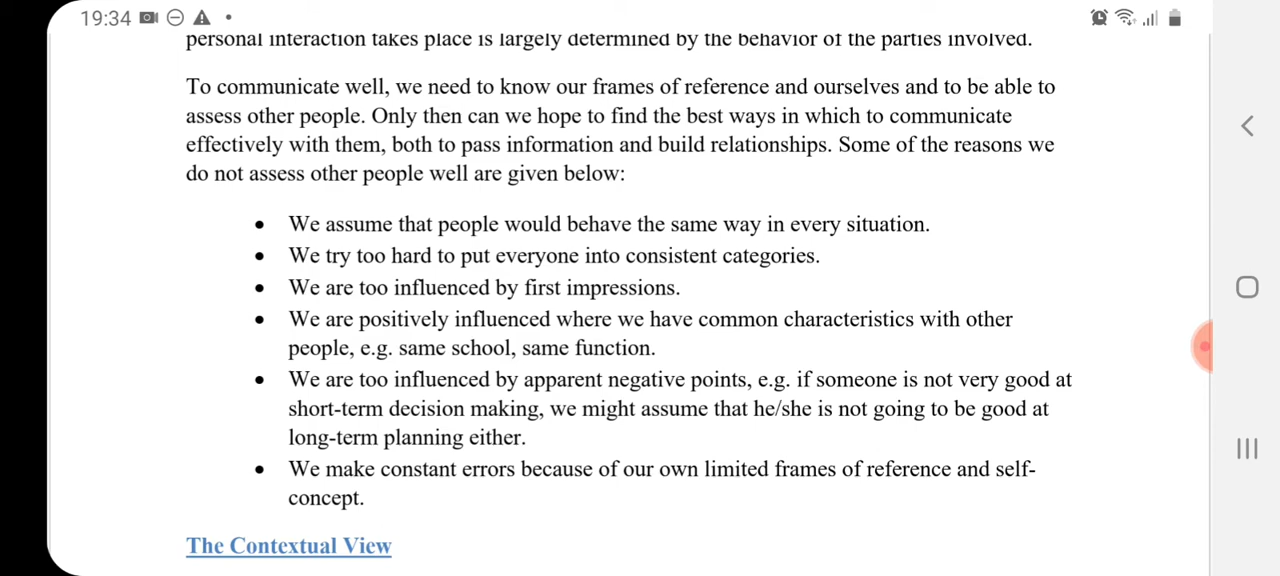 19:34
personal interaction takes place is largely determined by the behavior of the parties involved.
To communicate well, we need to know our frames of reference and ourselves and to be able to
assess other people. Only then can we hope to find the best ways in which to communicate
effectively with them, both to pass information and build relationships. Some of the reasons we
do not assess other people well are given below:
• We assume that people would behave the same way in every situation.
• We try too hard to put everyone into consistent categories.
• We are too influenced by first impressions.
• We are positively influenced where we have common characteristics with other
people, e.g. same school, same function.
• We are too influenced by apparent negative points, e.g. if someone is not very good at
short-term decision making, we might assume that he/she is not going to be good at
long-term planning either.
• We make constant errors because of our own limited frames of reference and self-
concept.
The Contextual View